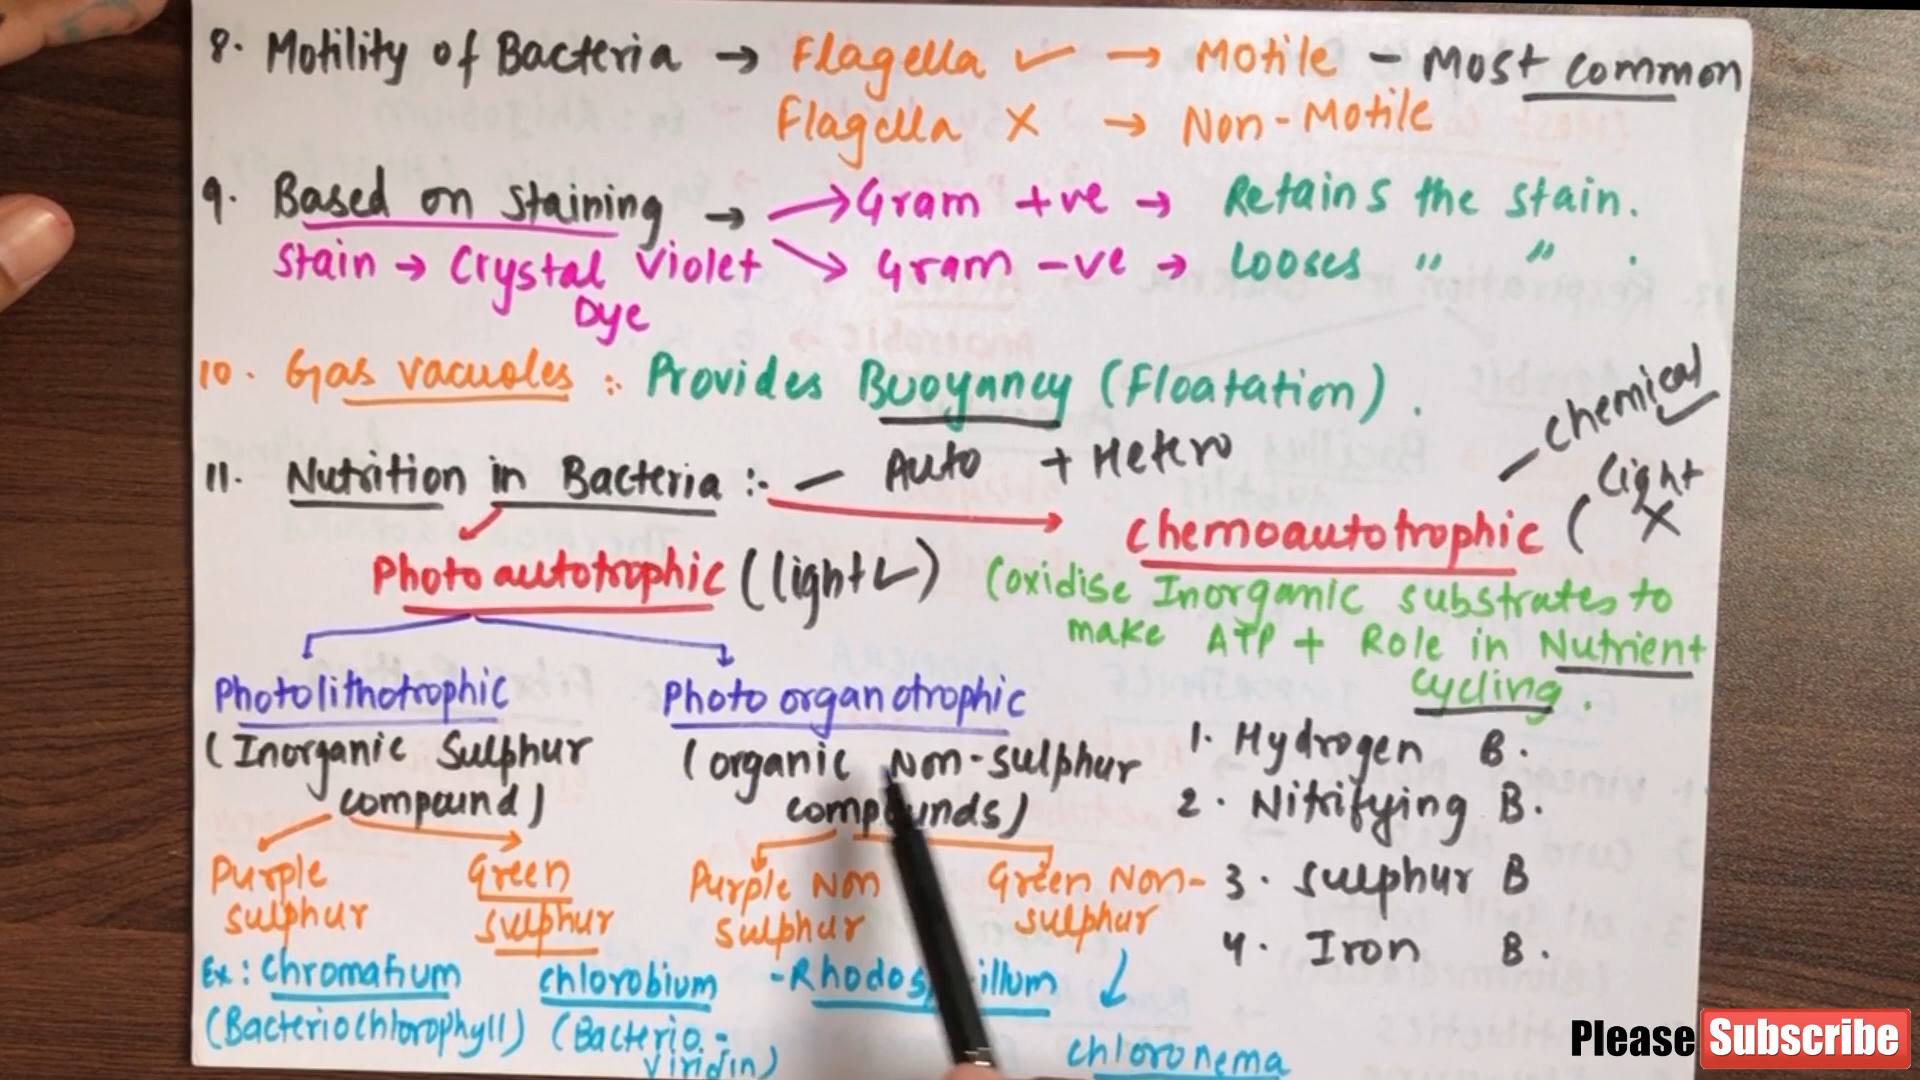 8. Motility of Bacteria → Flagella ✓ → Motile - Most common
Flagella X → Non-Motile
9. Based on staining → Gram +ve → Retains the stain.
Stain → Crystal violet Dye
Gram -ve → Looses " " .
10. Gas vacuoles :- Provides Buoyancy (Floatation).
11. Nutrition in Bacteria :- - Auto + Hetero
Photo autotrophic (light ✓)
chemoautotrophic (light X
- chemical
(oxidise Inorganic substrates to
make ATP + Role in Nutrient
cycling.
Photolithotrophic
(Inorganic Sulphur
compound)
Purple
sulphur
Green
sulphur
Ex: Chromatium
(Bacteriochlorophyll)
chlorobium
(Bacterio-
viridin)
Photo organotrophic
(organic Non-sulphur
compounds)
Purple Non
sulphur
Green Non-
sulphur
↓
chloronema
1. Hydrogen B.
2. Nitrifying B.
3. Sulphur B
4. Iron B.
Please Subscribe